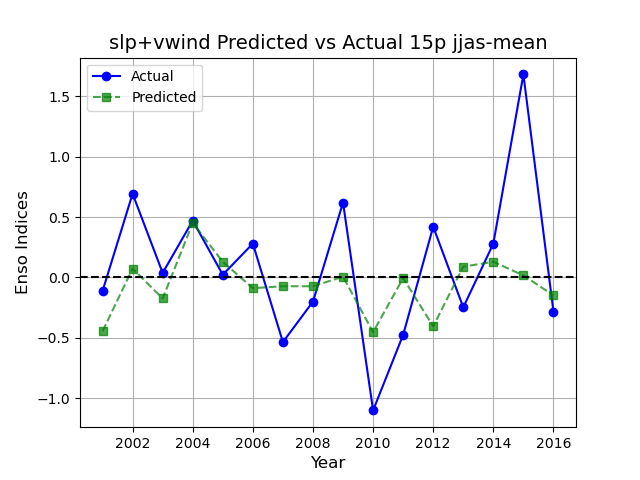 slp+vwind Predicted vs Actual 15p jjas-mean
Actual
Predicted
Enso Indices
1.5
1.0
0.5
0.0
−0.5
−1.0
2002 2004 2006 2008 2010 2012 2014 2016
Year